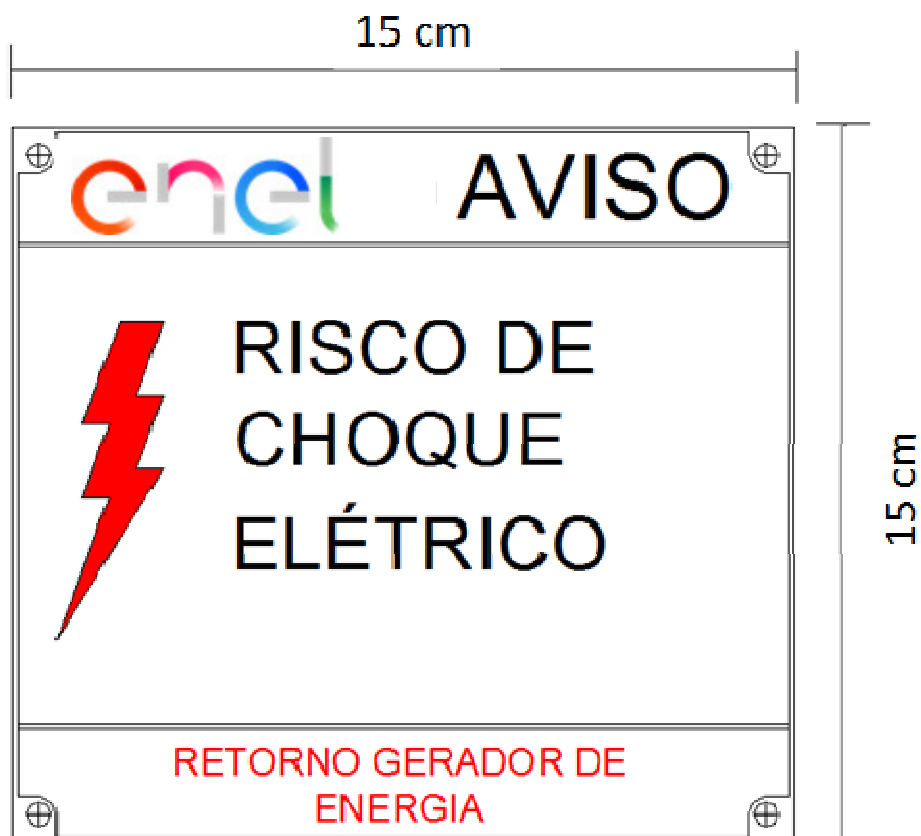 15 cm
enel AVISO
RISCO DE
CHOQUE
ELÉTRICO
15 cm
RETORNO GERADOR DE
ENERGIA